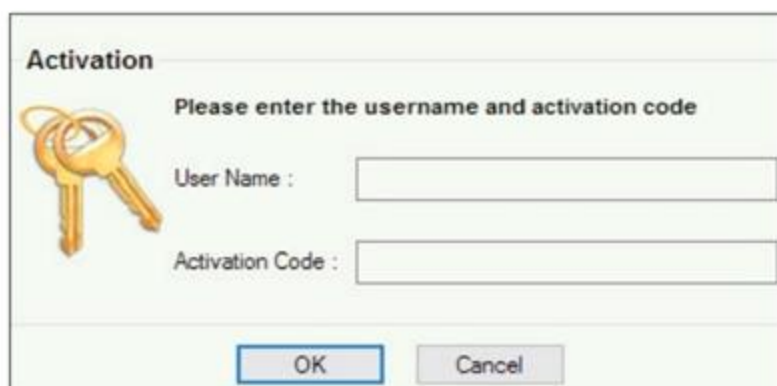 Activation
Please enter the username and activation code
User Name :
Activation Code :
OK Cancel